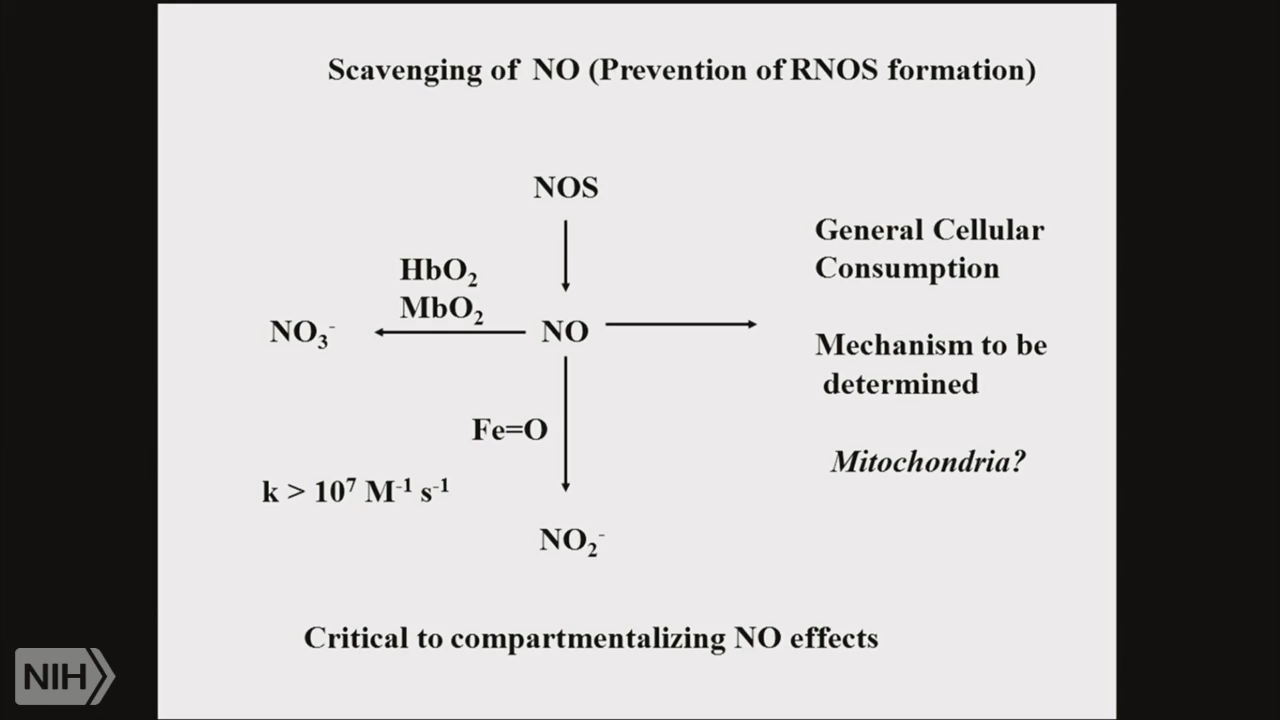 Scavenging of NO (Prevention of RNOS formation)
NOS
General Cellular
Consumption
HbO₂
MbO₂
NO₃⁻
NO
Mechanism to be
determined
Fe=O
Mitochondria?
k > 10⁷ M⁻¹ s⁻¹
NO₂⁻
Critical to compartmentalizing NO effects
NIH